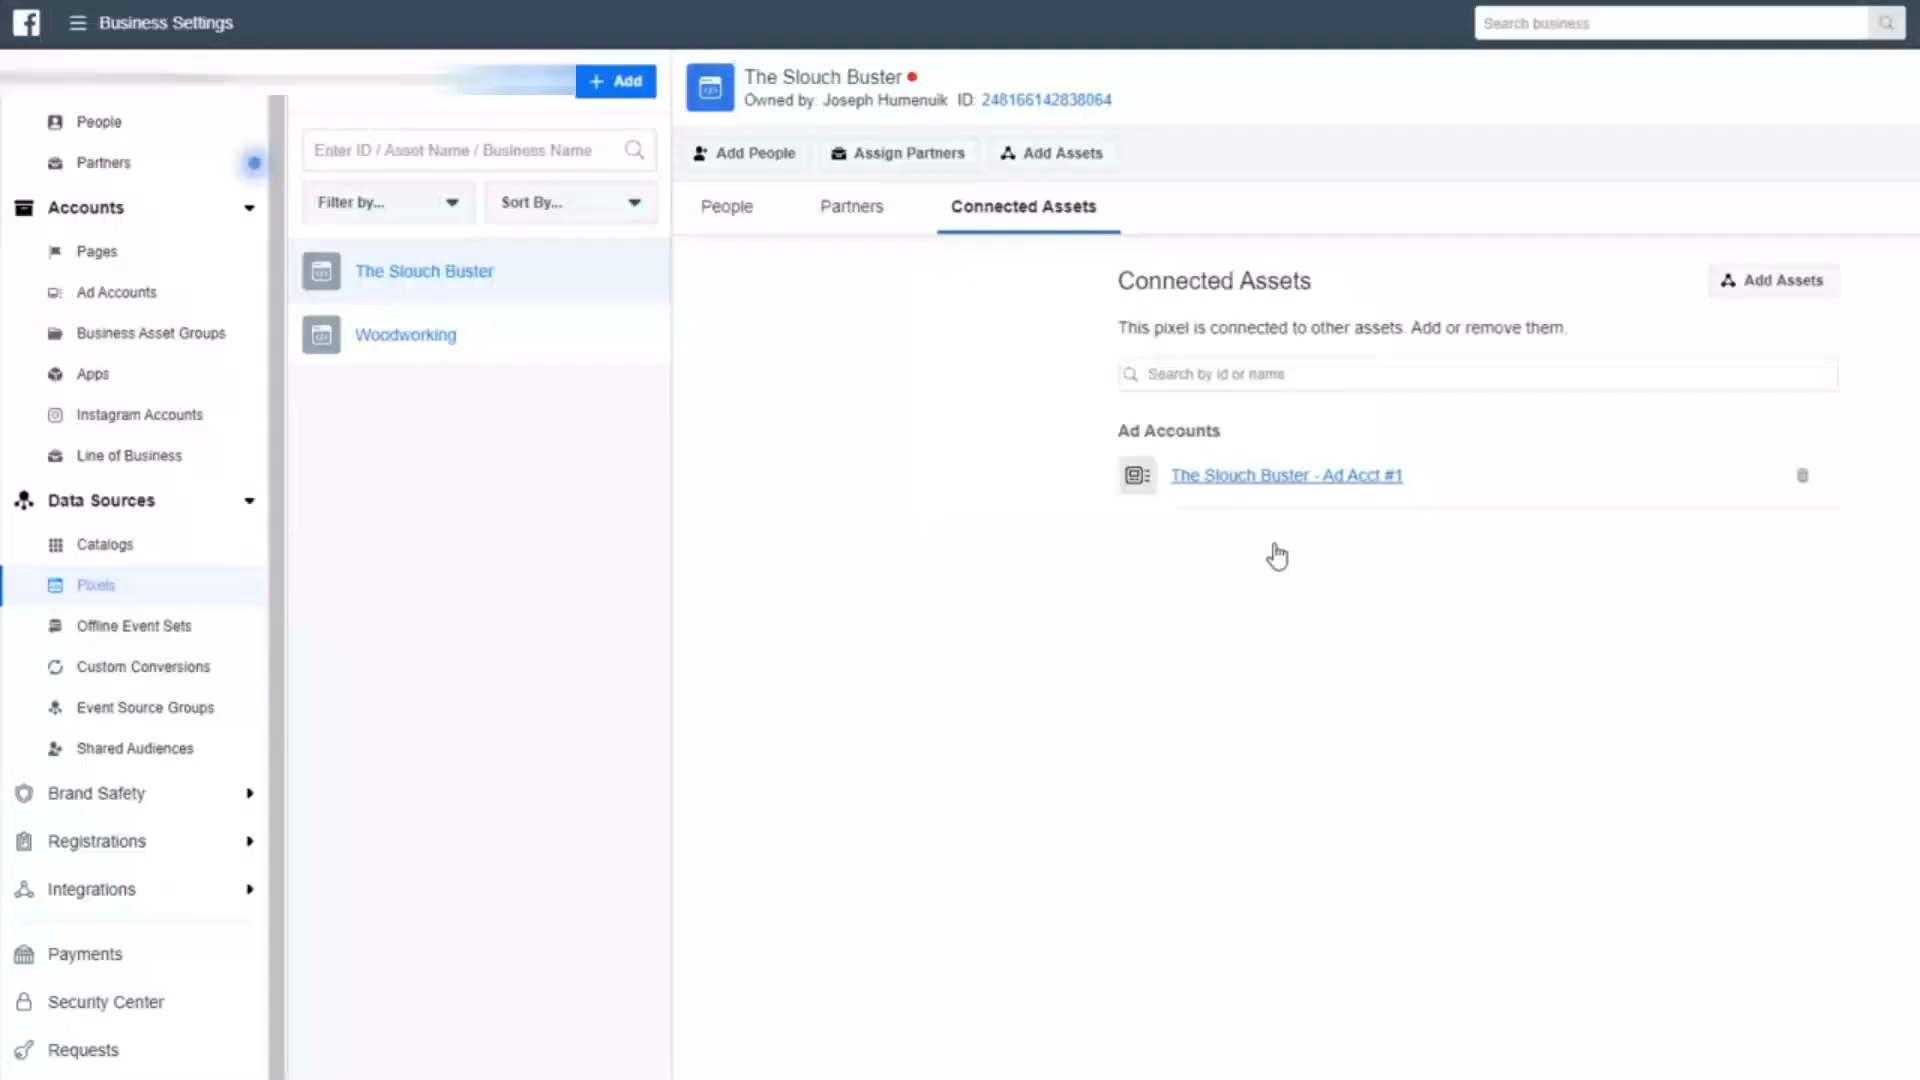 Business Settings
Search business
+ Add
People
Partners
Accounts
Pages
Ad Accounts
Business Asset Groups
Apps
Instagram Accounts
Line of Business
Data Sources
Catalogs
Pixels
Offline Event Sets
Custom Conversions
Event Source Groups
Shared Audiences
Brand Safety
Registrations
Integrations
Payments
Security Center
Requests
Enter ID / Asset Name / Business Name
Filter by...
Sort By...
The Slouch Buster
Woodworking
The Slouch Buster
Owned by: Joseph Humenuik ID: 248166142838064
Add People
Assign Partners
Add Assets
People
Partners
Connected Assets
Connected Assets
Add Assets
This pixel is connected to other assets. Add or remove them.
Search by id or name
Ad Accounts
The Slouch Buster - Ad Acct #1